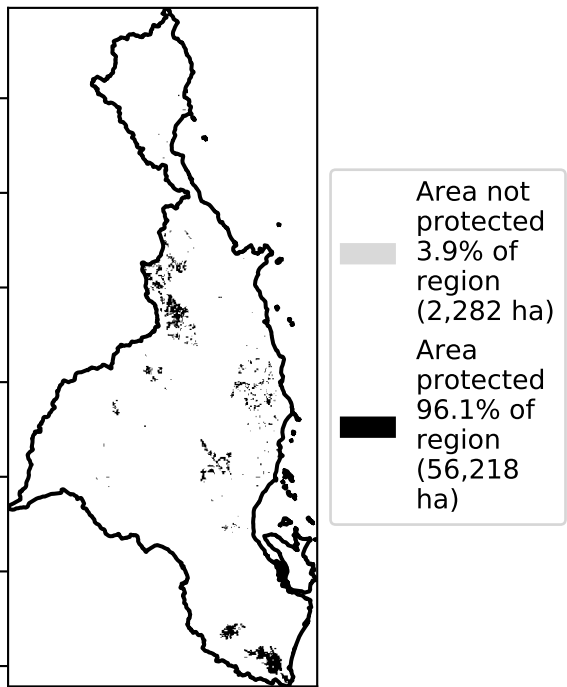 Area not
protected
3.9% of
region
(2,282 ha)
Area
protected
96.1% of
region
(56,218
ha)